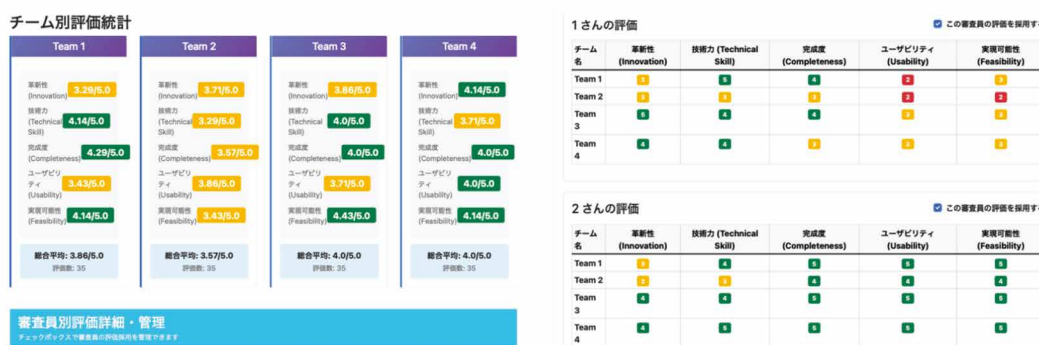 チーム別評価統計
Team 1
革新性
(Innovation)
3.29/5.0
技術力
(Technical
Skill)
4.14/5.0
完成度
(Completeness)
4.29/5.0
ユーザビリ
ティ
(Usability)
3.43/5.0
実現可能性
(Feasibility)
4.14/5.0
総合平均: 3.86/5.0
評価数: 35
Team 2
革新性
(Innovation)
3.71/5.0
技術力
(Technical
Skill)
3.29/5.0
完成度
(Completeness)
3.57/5.0
ユーザビリ
ティ
(Usability)
3.86/5.0
実現可能性
(Feasibility)
3.43/5.0
総合平均: 3.57/5.0
評価数: 35
Team 3
革新性
(Innovation)
3.86/5.0
技術力
(Technical
Skill)
4.0/5.0
完成度
(Completeness)
4.0/5.0
ユーザビリ
ティ
(Usability)
3.71/5.0
実現可能性
(Feasibility)
4.43/5.0
総合平均: 4.0/5.0
評価数: 35
Team 4
革新性
(Innovation)
4.14/5.0
技術力
(Technical
Skill)
3.71/5.0
完成度
(Completeness)
4.0/5.0
ユーザビリ
ティ
(Usability)
4.0/5.0
実現可能性
(Feasibility)
4.14/5.0
総合平均: 4.0/5.0
評価数: 35
審査員別評価詳細・管理
チェックボックスで審査員の評価採用を管理できます
1さんの評価
この審査員の評価を採用す
チーム 革新性 技術力 (Technical 完成度 ユーザビリティ 実現可能性
名 (Innovation) Skill) (Completeness) (Usability) (Feasibility)
Team 1 3 5 4 2 3
Team 2 3 3 3 2 2
Team 5 4 4 3 3
3
Team 4 4 3 3 3
4
2さんの評価
この審査員の評価を採用す
チーム 革新性 技術力 (Technical 完成度 ユーザビリティ 実現可能性
名 (Innovation) Skill) (Completeness) (Usability) (Feasibility)
Team 1 3 4 5 5 5
Team 2 3 4 4 4
Team 4 4 5 5 5
3
Team 4 5 5 5 5
4